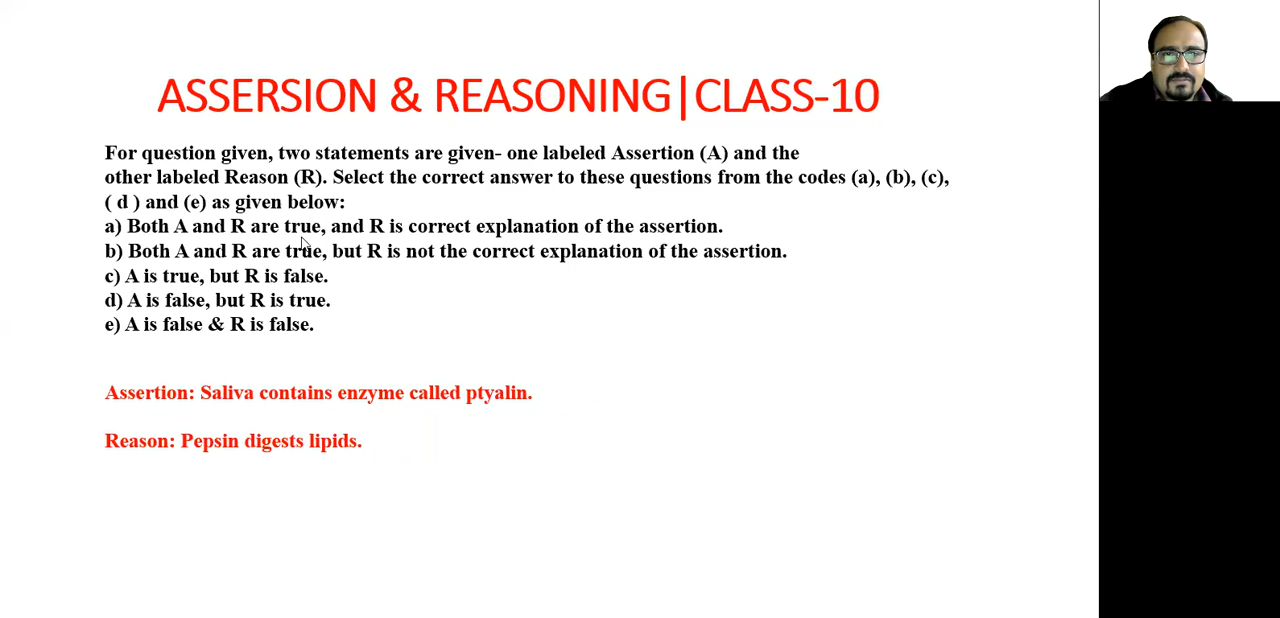 ASSERSION & REASONING|CLASS-10
For question given, two statements are given- one labeled Assertion (A) and the
other labeled Reason (R). Select the correct answer to these questions from the codes (a), (b), (c),
( d ) and (e) as given below:
a) Both A and R are true, and R is correct explanation of the assertion.
b) Both A and R are true, but R is not the correct explanation of the assertion.
c) A is true, but R is false.
d) A is false, but R is true.
e) A is false & R is false.
Assertion: Saliva contains enzyme called ptyalin.
Reason: Pepsin digests lipids.